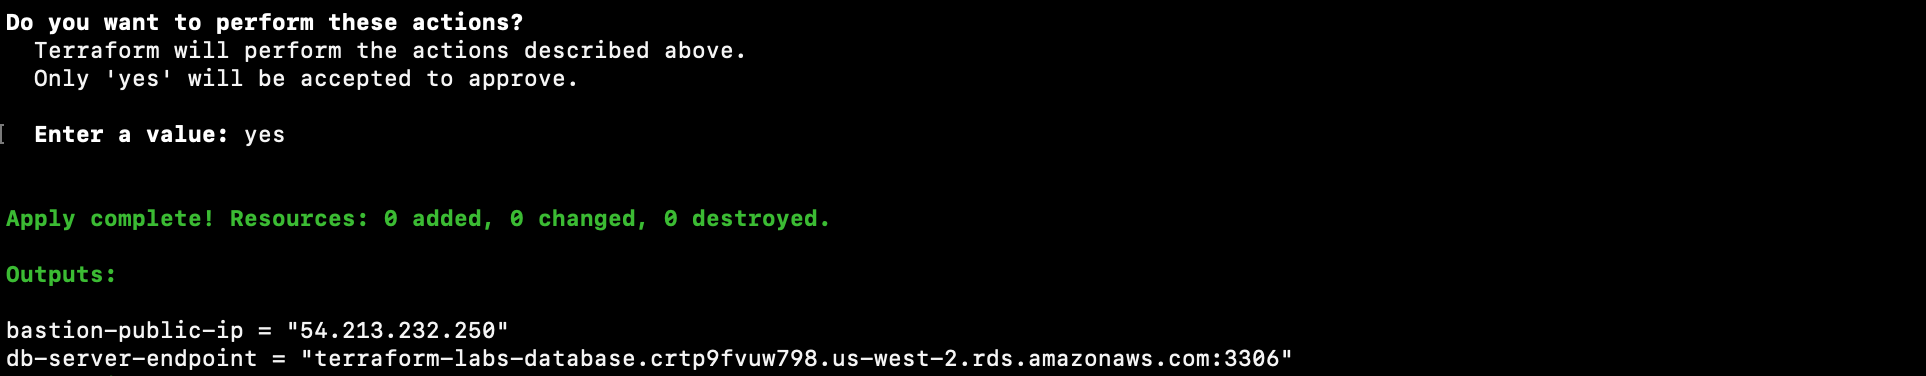 Do you want to perform these actions?
Terraform will perform the actions described above.
Only 'yes' will be accepted to approve.
Enter a value: yes
Apply complete! Resources: 0 added, 0 changed, 0 destroyed.
Outputs:
bastion-public-ip = "54.213.232.250"
db-server-endpoint = "terraform-labs-database.crtp9fvuw798.us-west-2.rds.amazonaws.com:3306"